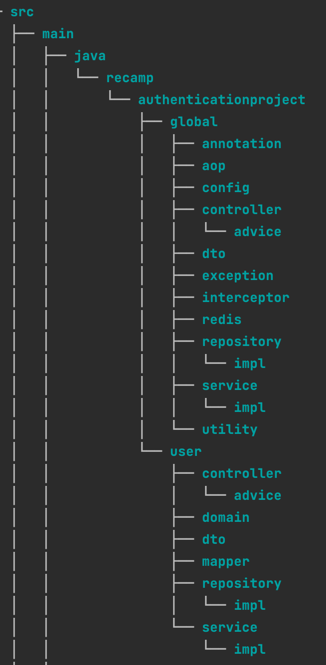 src
main
java
recamp
authenticationproject
global
annotation
aop
config
controller
advice
dto
exception
interceptor
redis
repository
impl
service
impl
utility
user
controller
advice
domain
dto
mapper
repository
impl
service
impl